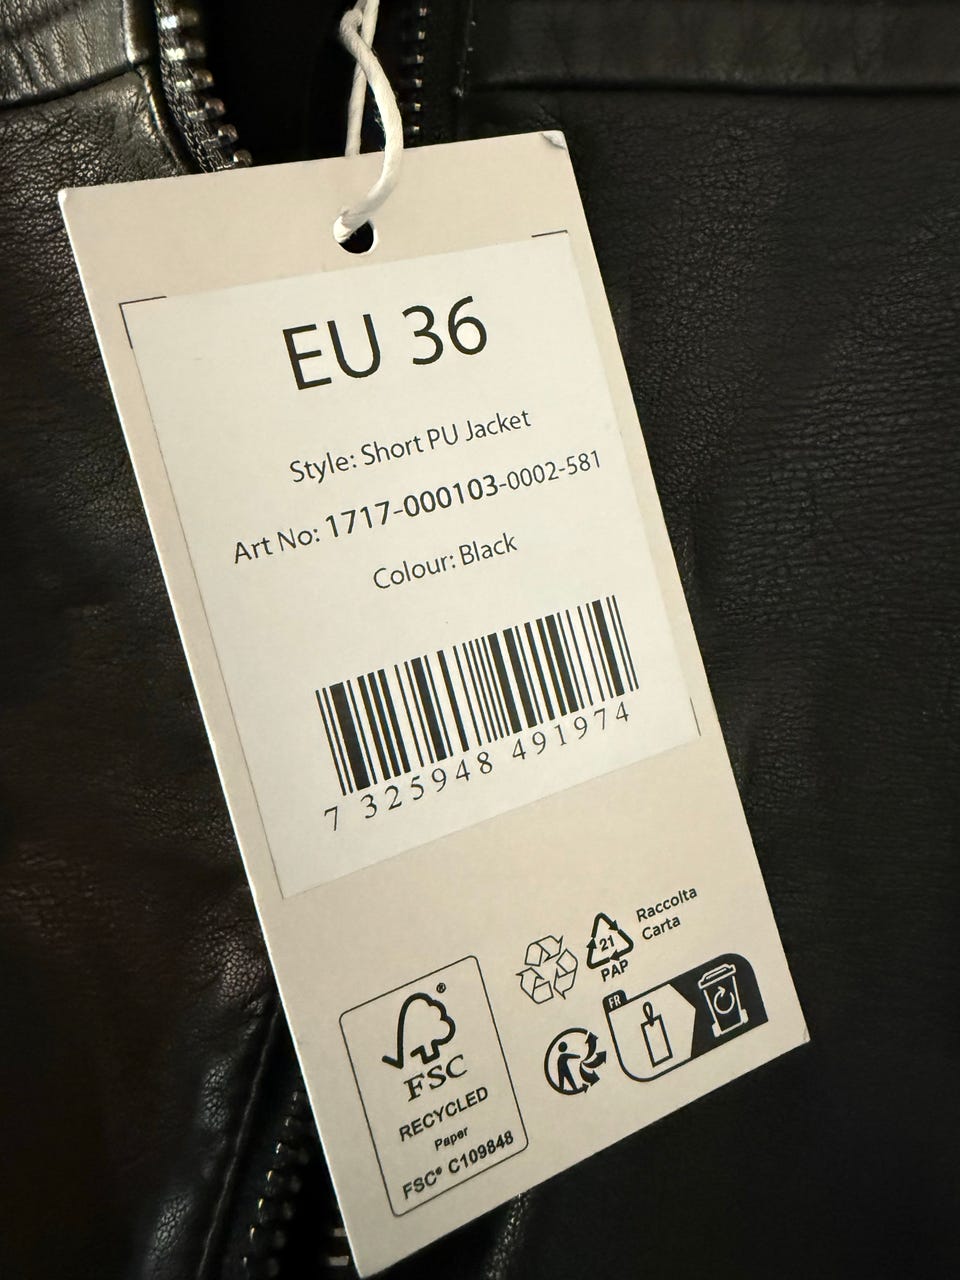 EU 36
Style: Short PU Jacket
Art No: 1717-000103-0002-581
Colour: Black
7 325948 491974
21
PAP
Raccolta
Carta
FR
®
FSC
RECYCLED
Paper
FSC® C109848